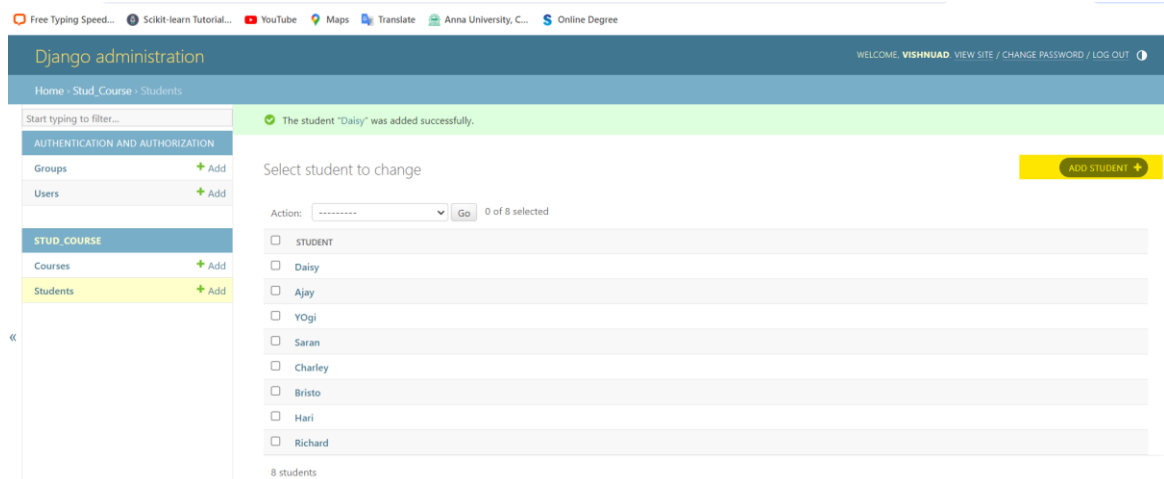 Free Typing Speed... Scikit-learn Tutorial... YouTube Maps Translate Anna University, C... Online Degree
Django administration
WELCOME, VISHNUAD. VIEW SITE / CHANGE PASSWORD / LOG OUT
Home › Stud_Course › Students
Start typing to filter...
AUTHENTICATION AND AUTHORIZATION
Groups + Add
Users + Add
STUD_COURSE
Courses + Add
Students + Add
«
The student "Daisy" was added successfully.
Select student to change
ADD STUDENT +
Action: --------- Go 0 of 8 selected
STUDENT
Daisy
Ajay
YOgi
Saran
Charley
Bristo
Hari
Richard
8 students